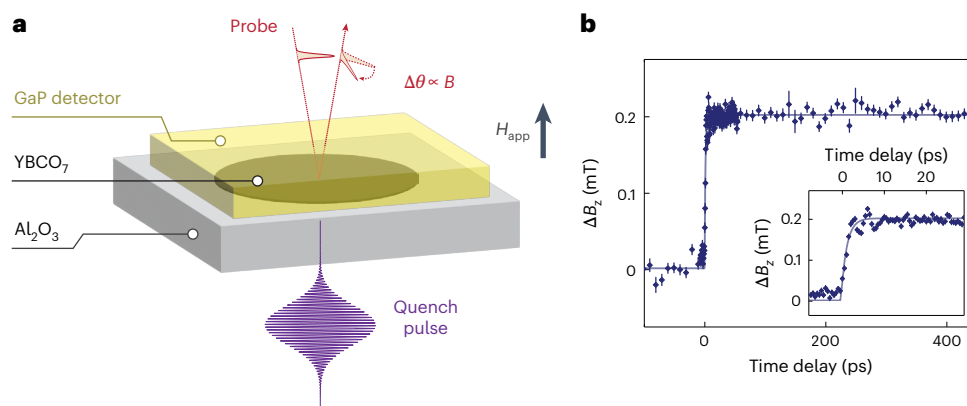 a
Probe
Δθ ∝ B
GaP detector
YBCO₇
Al₂O₃
H_app
Quench
pulse
b
ΔB_z (mT)
0.2
0.1
0
0
200
400
Time delay (ps)
Time delay (ps)
0
10
20
ΔB_z (mT)
0.2
0.1
0